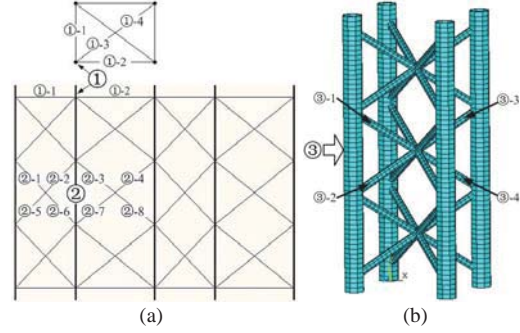 ①-1 ①-4
①-3
①-2
①
①-1 ①-2
②-1 ②-2 ②-3 ②-4
②
②-5 ②-6 ②-7 ②-8
③-1 ③-3
③
③-2 ③-4
X
(a) (b)